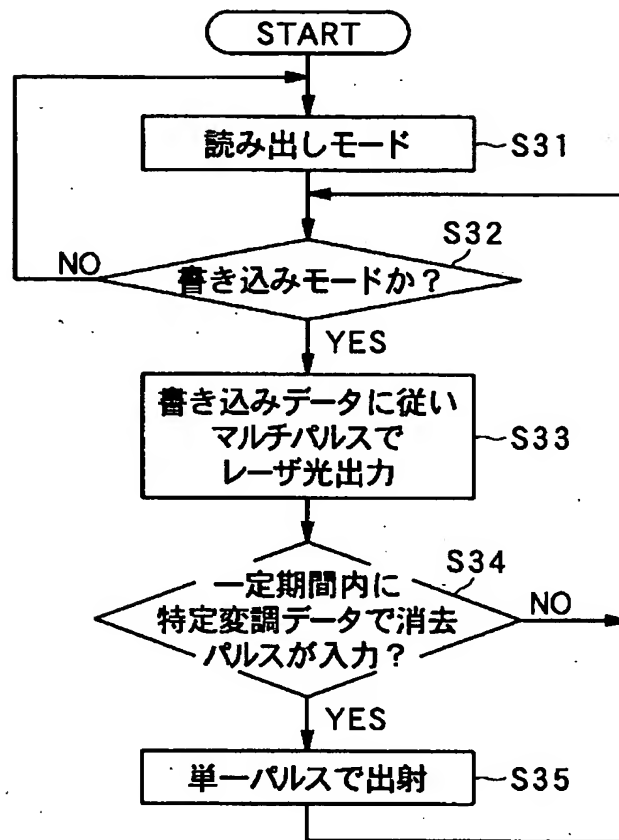 START
読み出しモード
S31
S32
NO
書き込みモードか?
YES
書き込みデータに従い
マルチパルスで
レーザ光出力
S33
S34
一定期間内に
特定変調データで消去
パルスが入力?
NO
YES
単一パルスで出射
S35